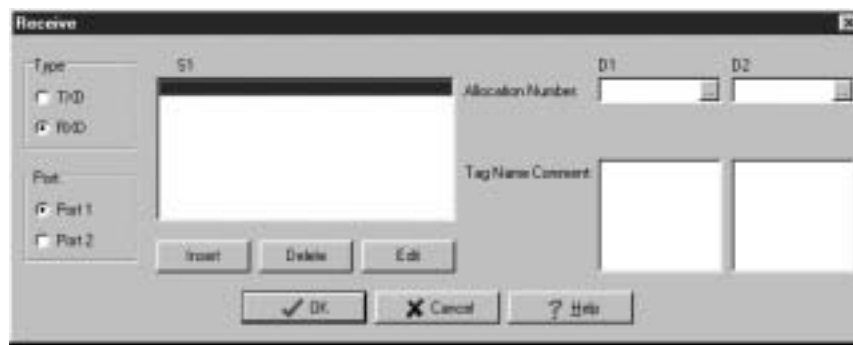 Receive
Type
TXD
RXD
Port
Port 1
Port 2
S1
Insert
Delete
Edit
Allocation Number
D1
D2
...
...
Tag Name Comment
OK
Cancel
? Help